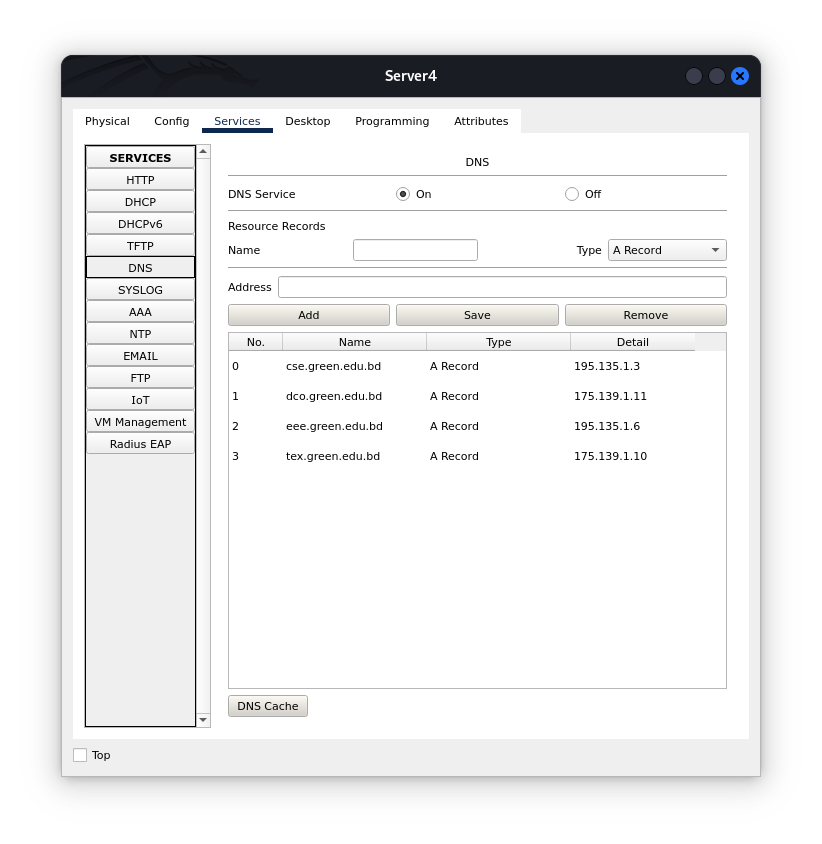 Server4
Physical Config Services Desktop Programming Attributes
SERVICES
HTTP
DHCP
DHCPv6
TFTP
DNS
SYSLOG
AAA
NTP
EMAIL
FTP
IoT
VM Management
Radius EAP
DNS
DNS Service On Off
Resource Records
Name Type A Record
Address
Add Save Remove
No. Name Type Detail
0 cse.green.edu.bd A Record 195.135.1.3
1 dco.green.edu.bd A Record 175.139.1.11
2 eee.green.edu.bd A Record 195.135.1.6
3 tex.green.edu.bd A Record 175.139.1.10
DNS Cache
Top